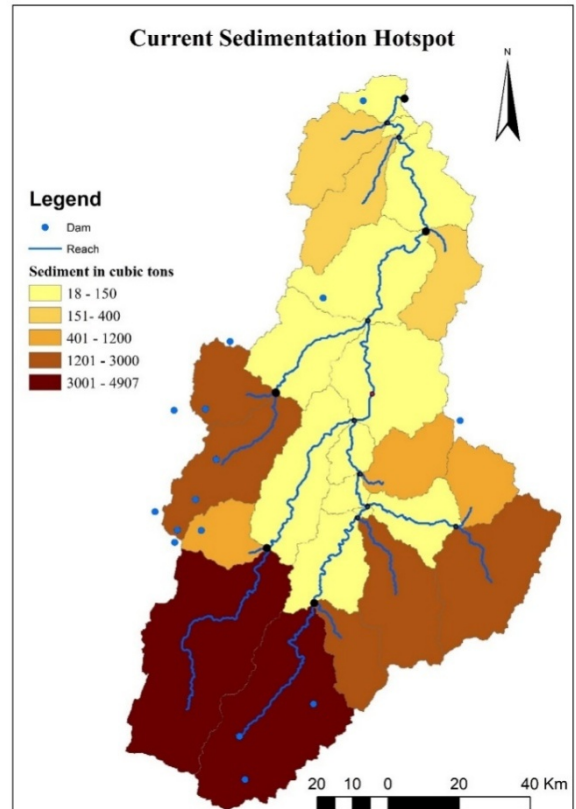 Current Sedimentation Hotspot
N
Legend
Dam
Reach
Sediment in cubic tons
18 - 150
151- 400
401 - 1200
1201 - 3000
3001 - 4907
20 10 0 20 40 Km